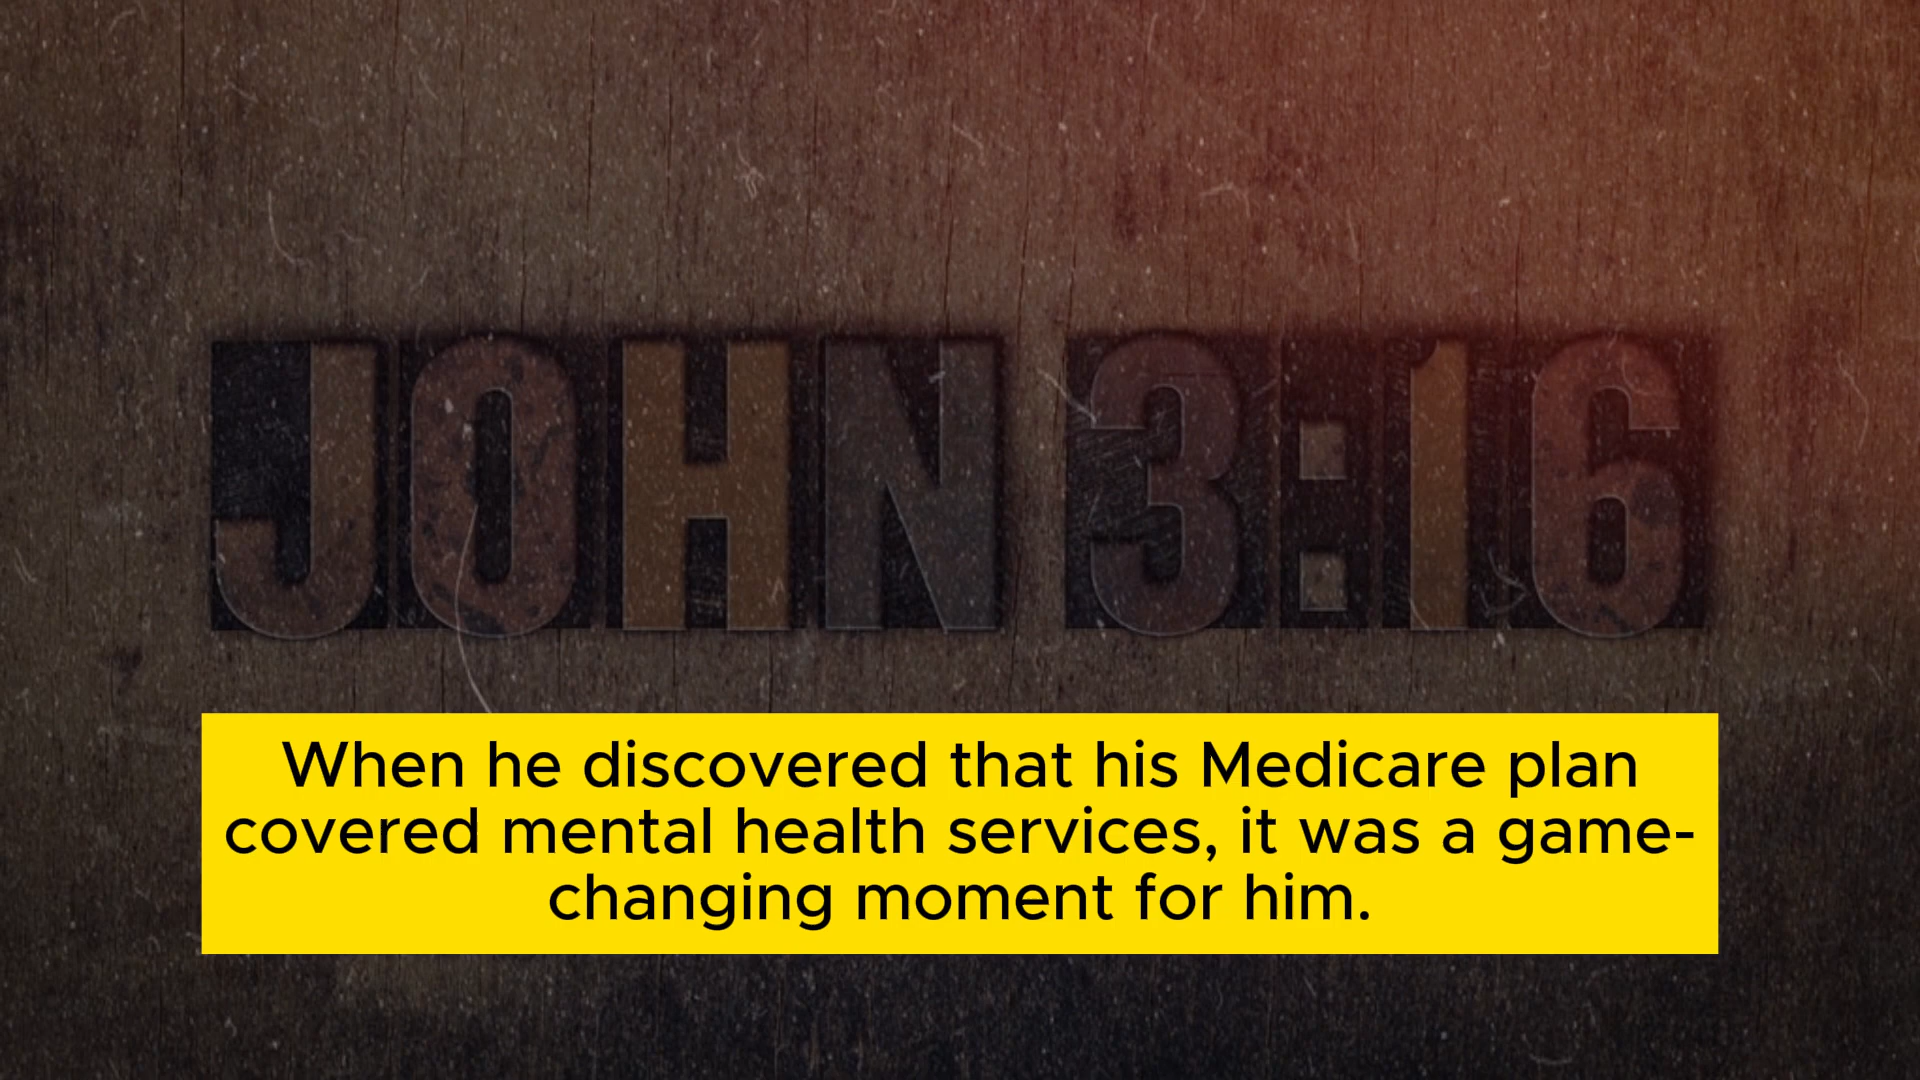 JOHN 3:16
When he discovered that his Medicare plan
covered mental health services, it was a game-
changing moment for him.